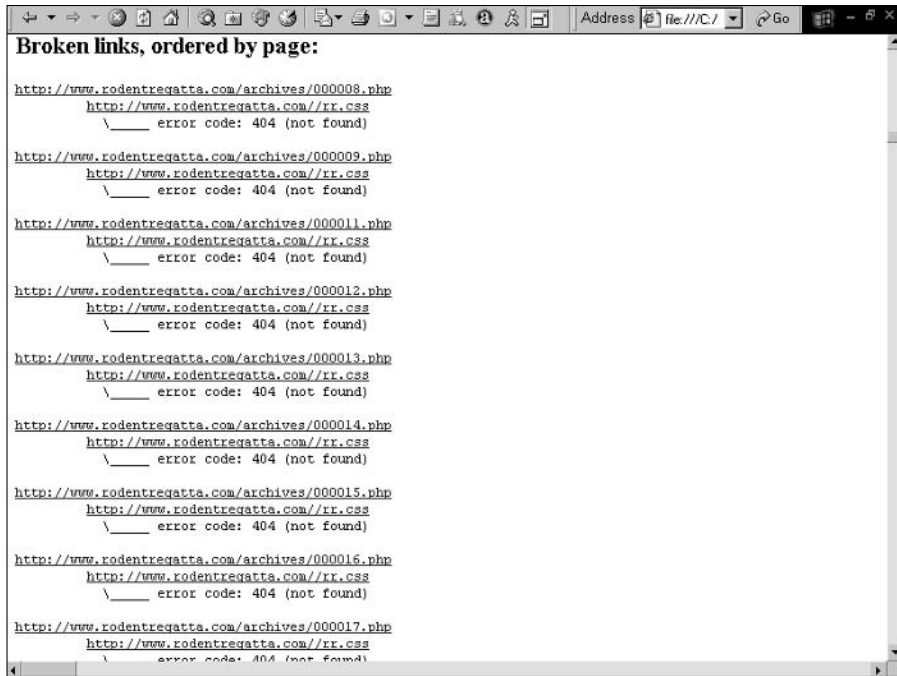 Address file:///C:/ Go
Broken links, ordered by page:
http://www.rodentregatta.com/archives/000008.php
http://www.rodentregatta.com//rr.css
\_____ error code: 404 (not found)
http://www.rodentregatta.com/archives/000009.php
http://www.rodentregatta.com//rr.css
\_____ error code: 404 (not found)
http://www.rodentregatta.com/archives/000011.php
http://www.rodentregatta.com//rr.css
\_____ error code: 404 (not found)
http://www.rodentregatta.com/archives/000012.php
http://www.rodentregatta.com//rr.css
\_____ error code: 404 (not found)
http://www.rodentregatta.com/archives/000013.php
http://www.rodentregatta.com//rr.css
\_____ error code: 404 (not found)
http://www.rodentregatta.com/archives/000014.php
http://www.rodentregatta.com//rr.css
\_____ error code: 404 (not found)
http://www.rodentregatta.com/archives/000015.php
http://www.rodentregatta.com//rr.css
\_____ error code: 404 (not found)
http://www.rodentregatta.com/archives/000016.php
http://www.rodentregatta.com//rr.css
\_____ error code: 404 (not found)
http://www.rodentregatta.com/archives/000017.php
http://www.rodentregatta.com//rr.css
\_____ error code: 404 (not found)